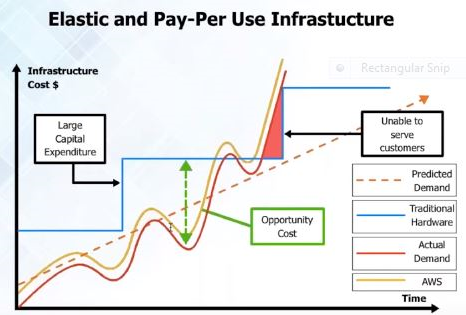 Elastic and Pay-Per Use Infrastucture
Infrastructure
Cost $
Rectangular Snip
Large
Capital
Expenditure
Unable to
serve
customers
Predicted
Demand
Traditional
Hardware
Opportunity
Cost
Actual
Demand
AWS
Time